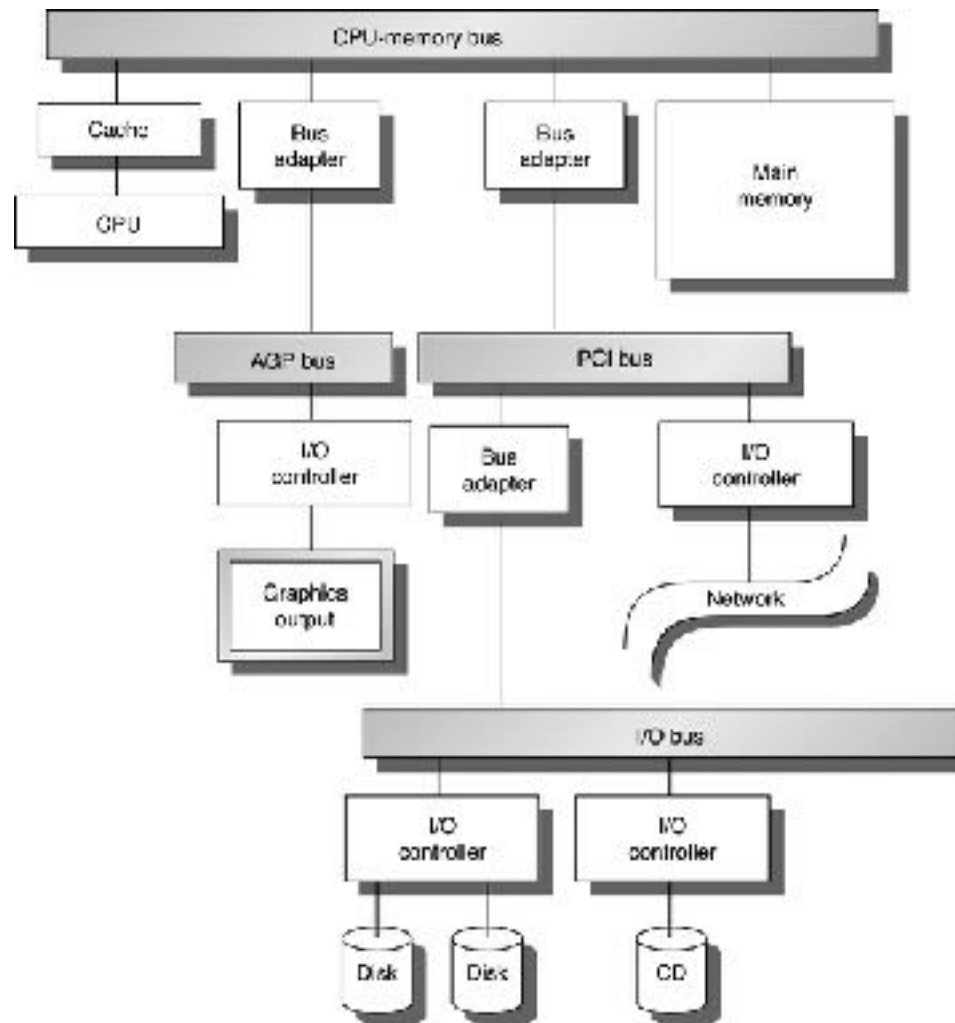 CPU-memory bus
Cache
Bus
adapter
Bus
adapter
Main
memory
CPU
AGP bus
PCI bus
I/O
controller
Bus
adapter
I/O
controller
Graphics
output
Network
I/O bus
I/O
controller
I/O
controller
Disk
Disk
CD